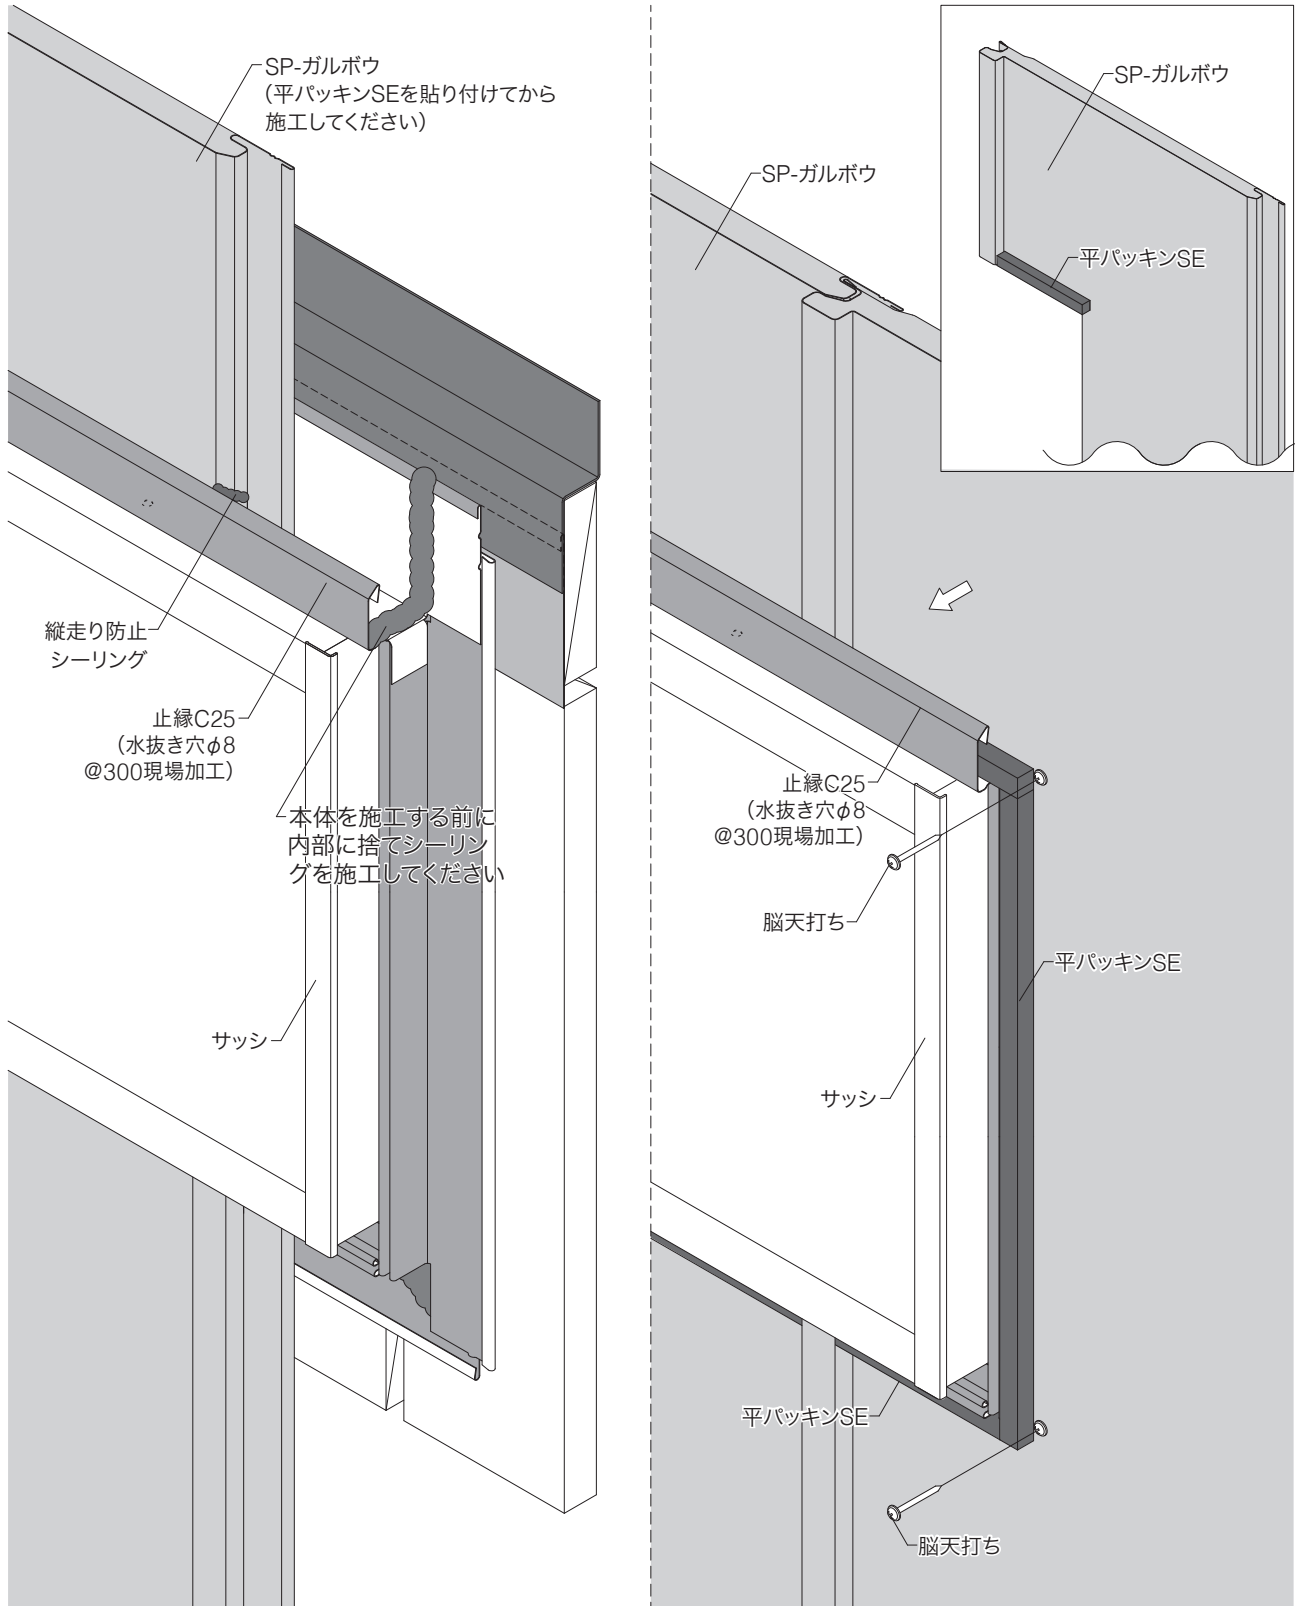 SP-ガルボウ
（平パッキンSEを貼り付けてから
施工してください）
縦走り防止
シーリング
止縁C25
（水抜き穴φ8
@300現場加工）
本体を施工する前に
内部に捨てシーリン
グを施工してください
サッシ
SP-ガルボウ
止縁C25
（水抜き穴φ8
@300現場加工）
脳天打ち
平パッキンSE
サッシ
平パッキンSE
脳天打ち
SP-ガルボウ
平パッキンSE